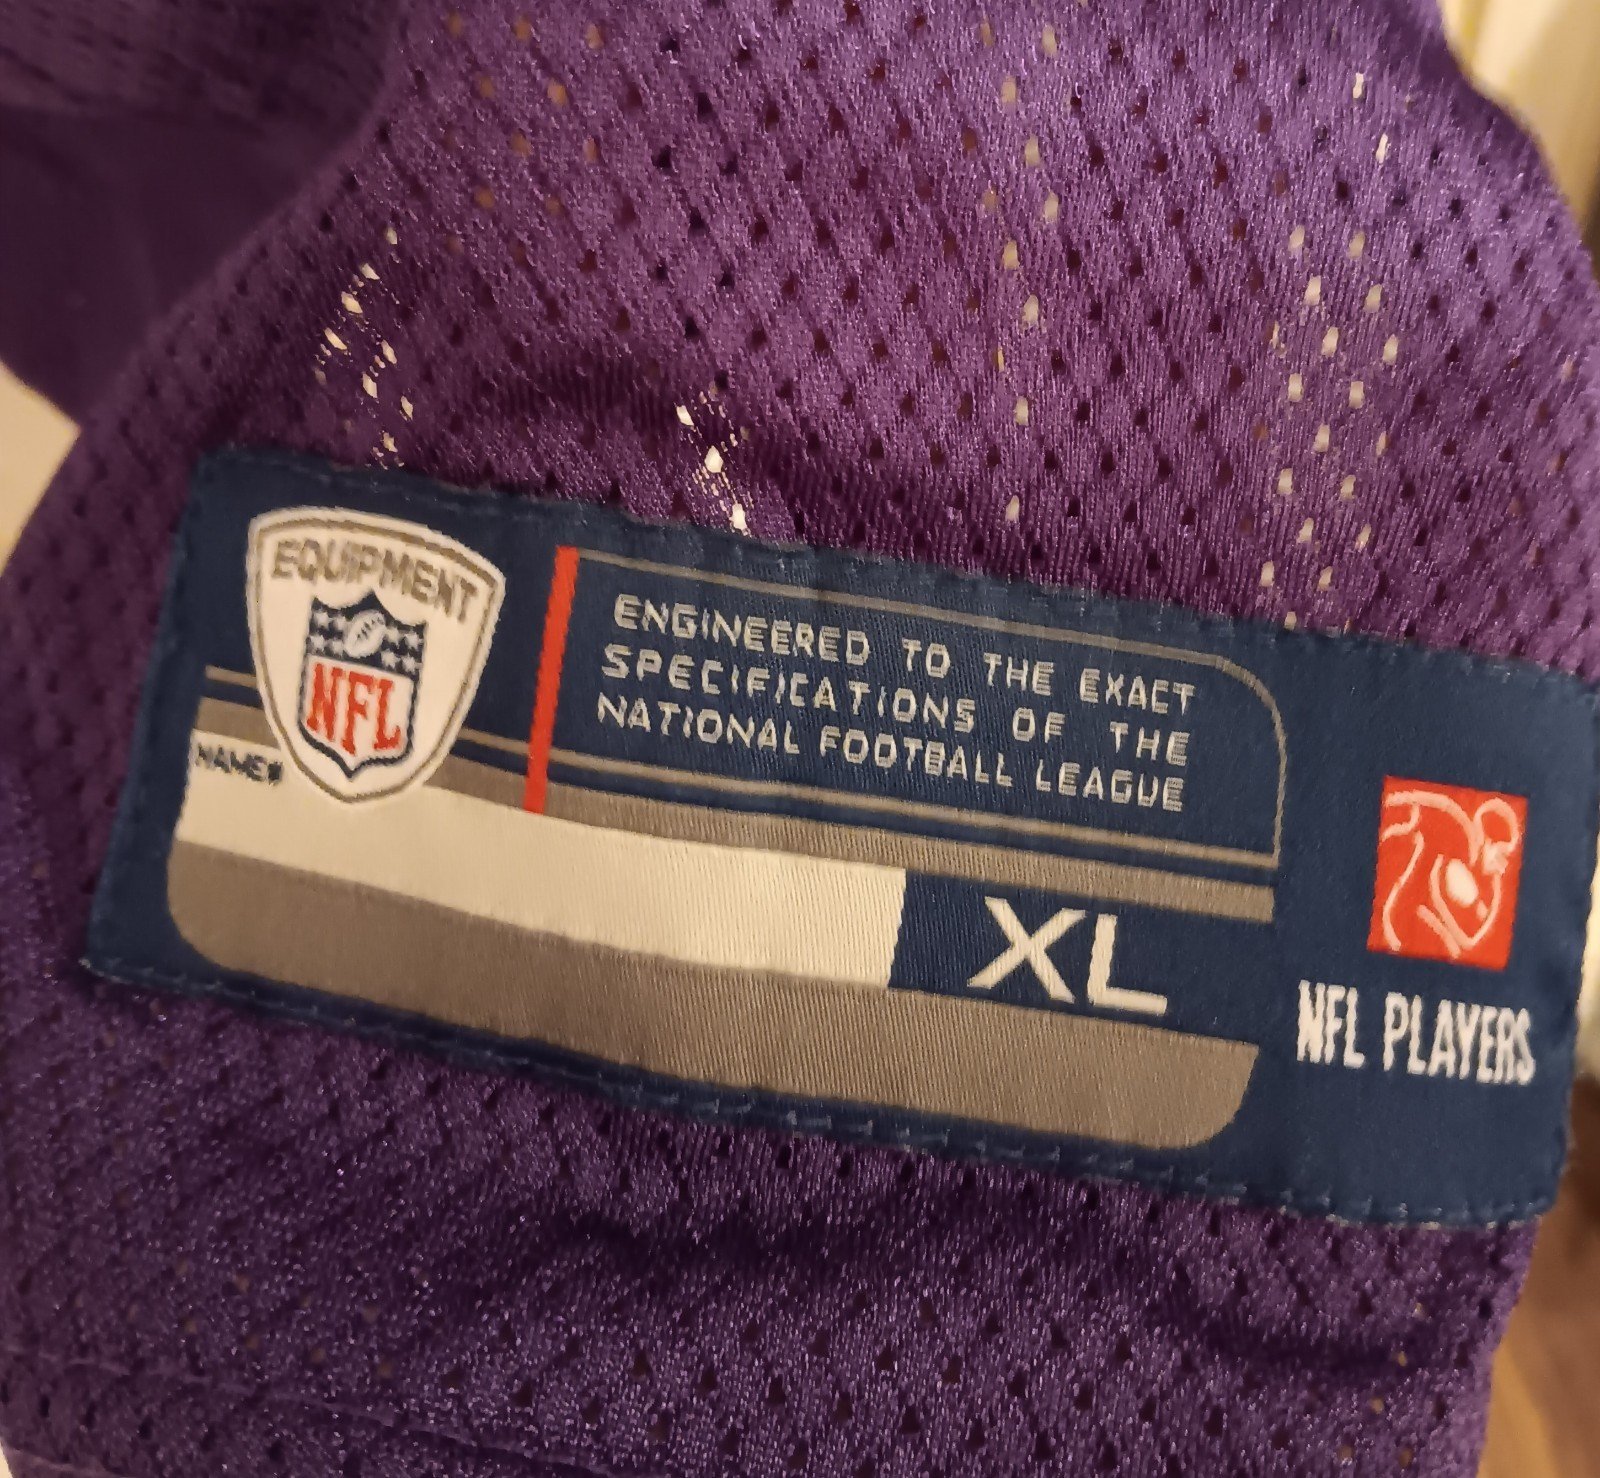 EQUIPMENT
NFL
NAME#
ENGINEERED TO THE EXACT
SPECIFICATIONS OF THE
NATIONAL FOOTBALL LEAGUE
XL
NFL PLAYERS